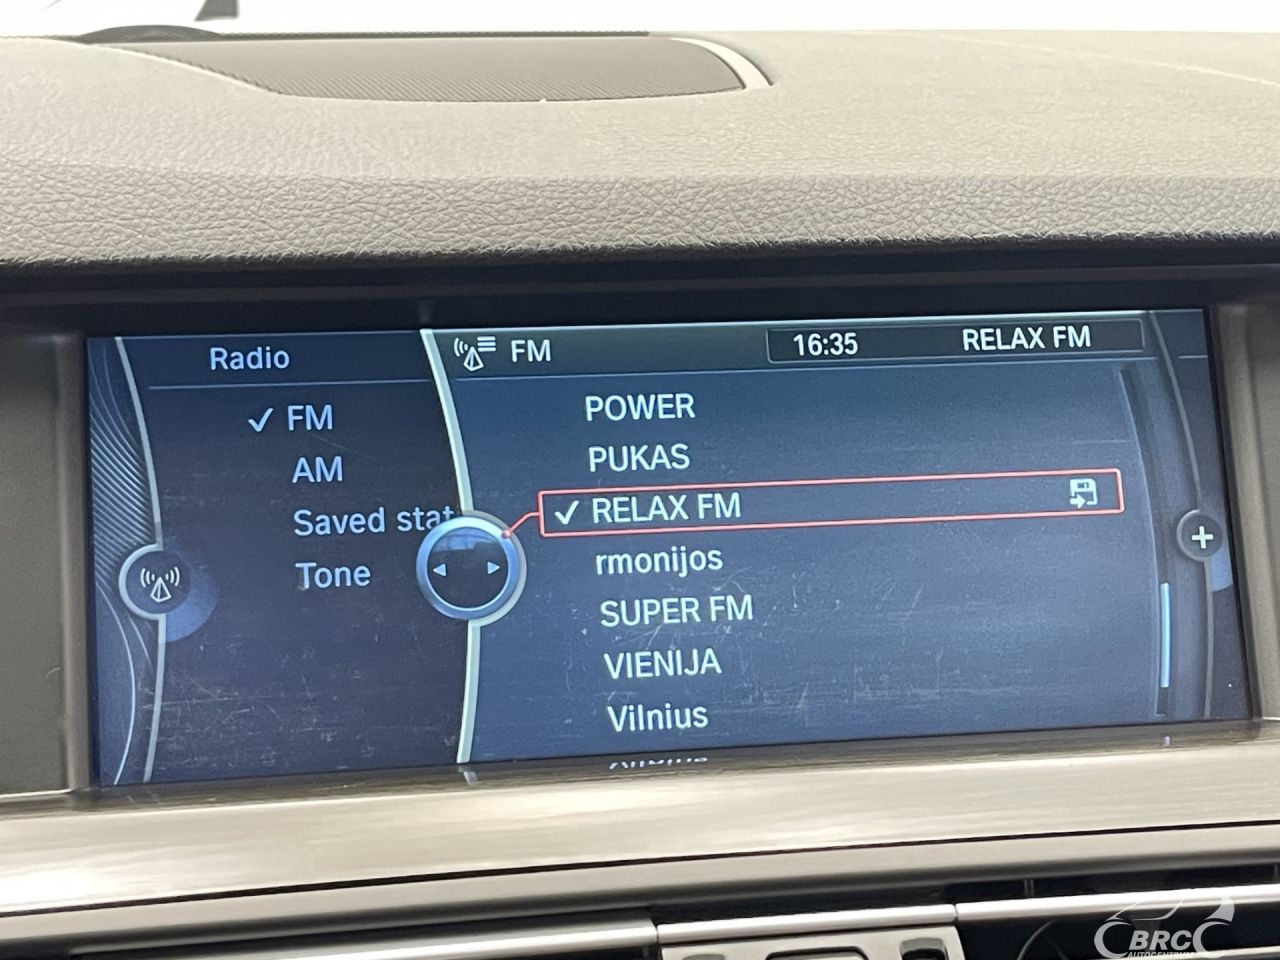 Radio
FM
16:35
RELAX FM
FM
AM
Saved stat
Tone
POWER
PUKAS
RELAX FM
rmonijos
SUPER FM
VIENIJA
Vilnius
BRC
AUTOCENTRUM